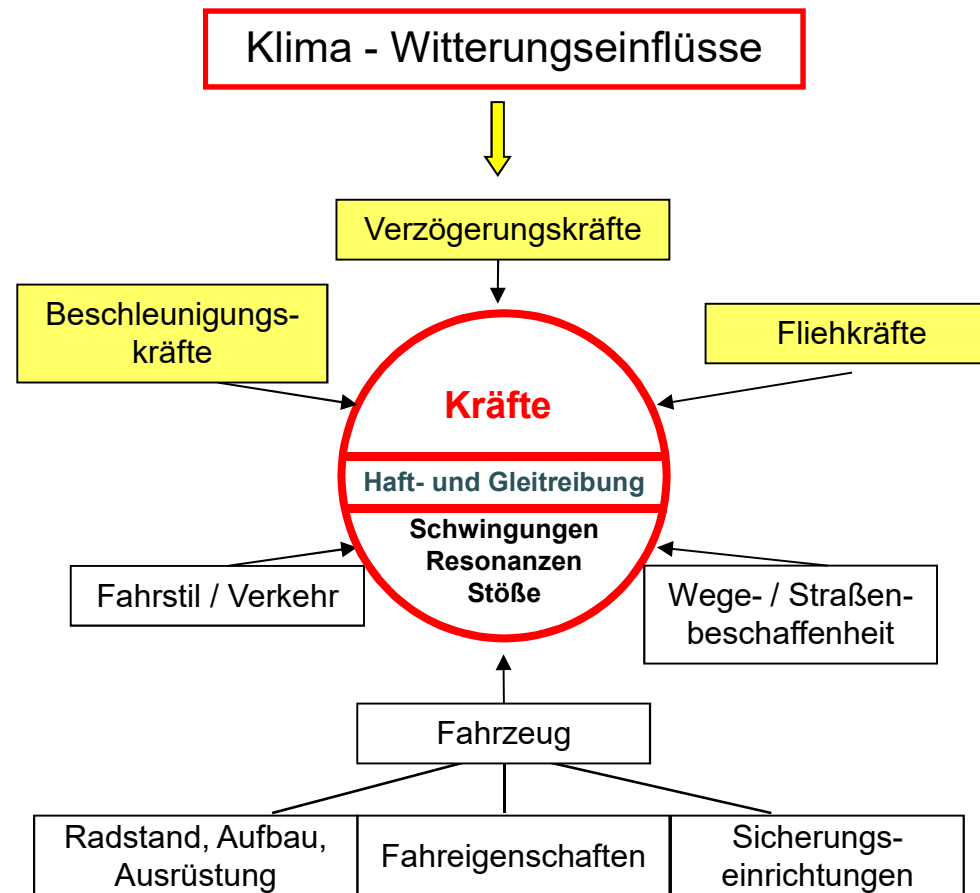 Klima - Witterungseinflüsse
Verzögerungskräfte
Beschleunigungs-
kräfte
Fliehkräfte
Kräfte
Haft- und Gleitreibung
Schwingungen
Resonanzen
Stöße
Fahrstil / Verkehr
Wege- / Straßen-
beschaffenheit
Fahrzeug
Radstand, Aufbau,
Ausrüstung
Fahreigenschaften
Sicherungs-
einrichtungen